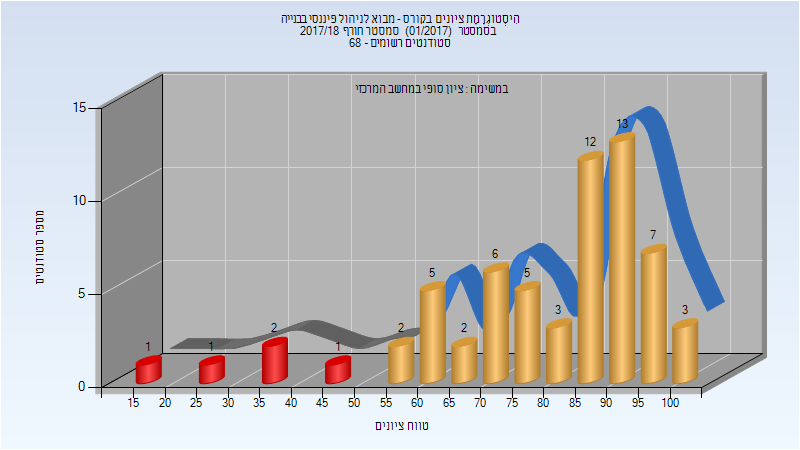 היסטוגרמת ציונים בקורס - מבוא לניהול פיננסי בבנייה
בסמסטר (01/2017) סמסטר חורף 2017/18
סטודנטים רשומים - 68
במשימה : ציון סופי במחשב המרכזי
מספר סטודנטים
15
10
5
0
1
1
2
1
2
5
2
6
5
3
12
13
7
3
15 20 25 30 35 40 45 50 55 60 65 70 75 80 85 90 95 100
טווח ציונים